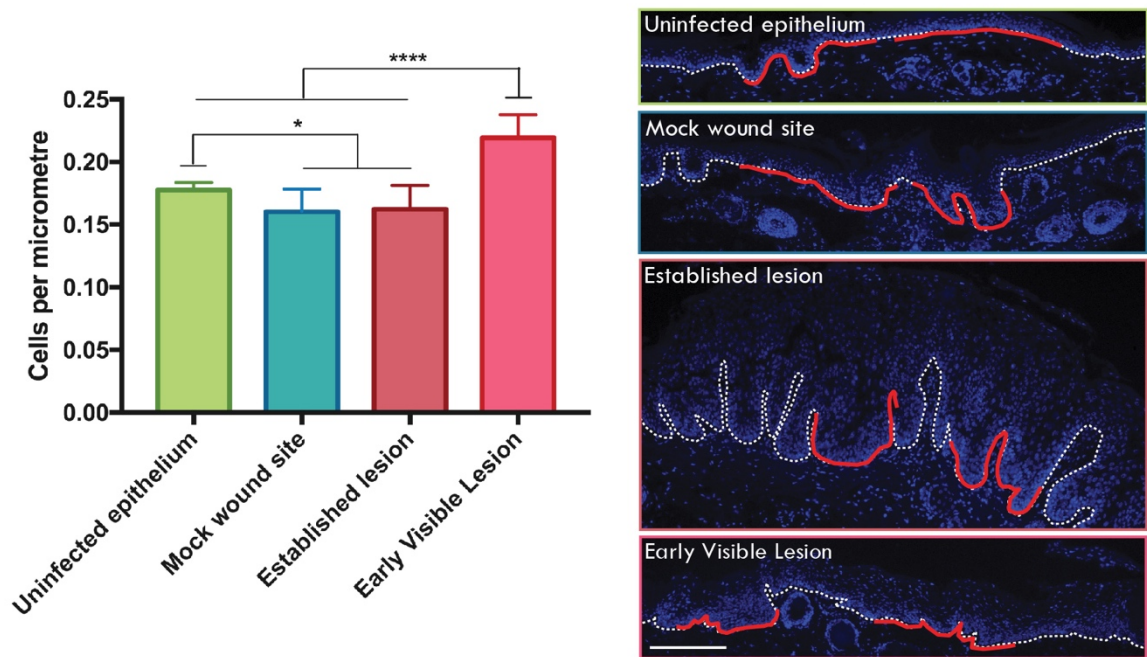 ****
*
0.25
0.20
0.15
0.10
0.05
0.00
Cells per micrometre
Uninfected epithelium
Mock wound site
Established lesion
Early Visible Lesion
Uninfected epithelium
Mock wound site
Established lesion
Early Visible Lesion